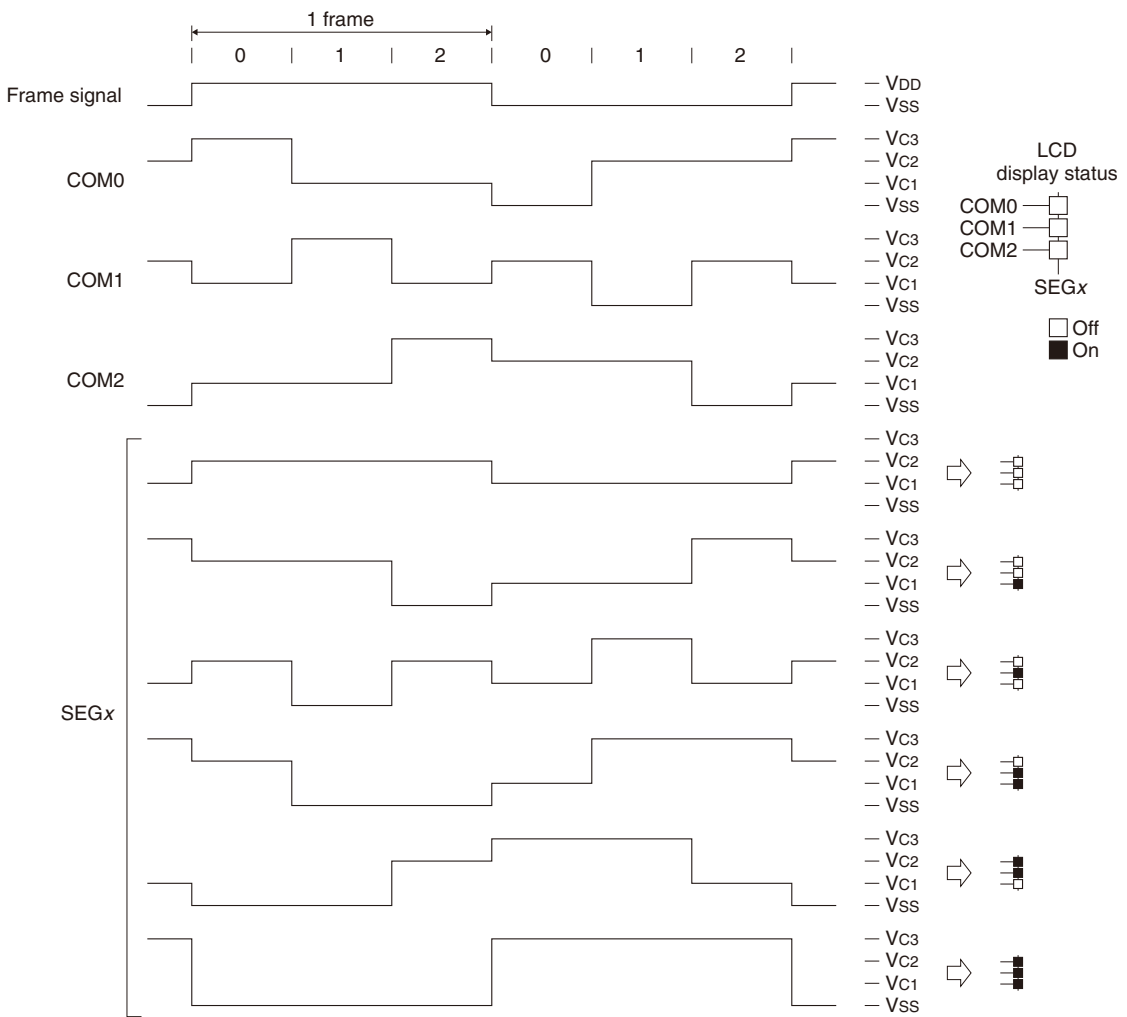 1 frame
0 1 2 0 1 2
Frame signal
VDD
VSS
COM0
VC3
VC2
VC1
VSS
COM1
VC3
VC2
VC1
VSS
COM2
VC3
VC2
VC1
VSS
LCD
display status
COM0
COM1
COM2
SEGx
Off
On
SEGx
VC3
VC2
VC1
VSS
VC3
VC2
VC1
VSS
VC3
VC2
VC1
VSS
VC3
VC2
VC1
VSS
VC3
VC2
VC1
VSS
VC3
VC2
VC1
VSS